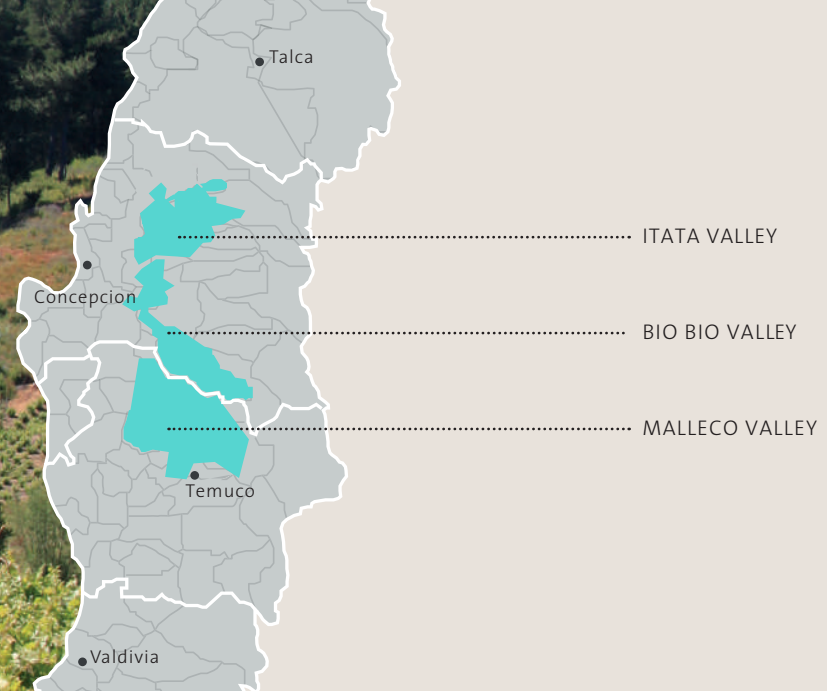 Talca
ITATA VALLEY
Concepcion
BIO BIO VALLEY
MALLECO VALLEY
Temuco
Valdivia